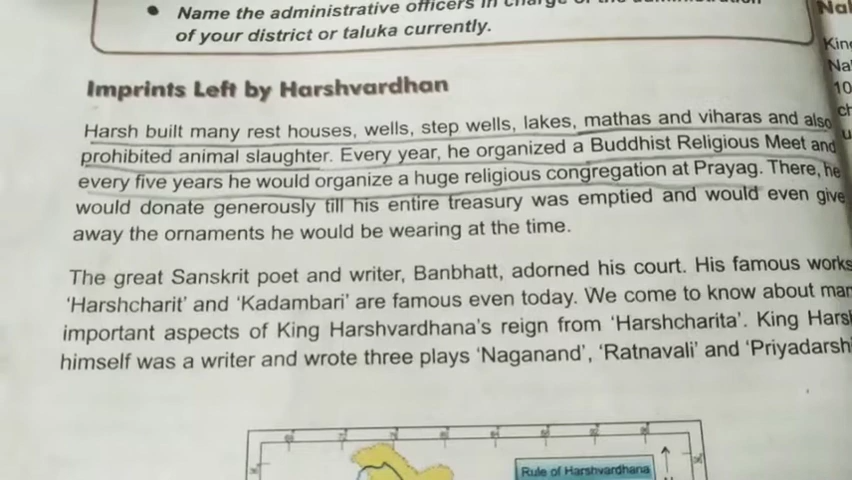 • Name the administrative officers in charge of the administration
of your district or taluka currently.
Imprints Left by Harshvardhan
Harsh built many rest houses, wells, step wells, lakes, mathas and viharas and also
prohibited animal slaughter. Every year, he organized a Buddhist Religious Meet and
every five years he would organize a huge religious congregation at Prayag. There, he
would donate generously till his entire treasury was emptied and would even give
away the ornaments he would be wearing at the time.
The great Sanskrit poet and writer, Banbhatt, adorned his court. His famous works
'Harshcharit' and 'Kadambari' are famous even today. We come to know about
important aspects of King Harshvardhana's reign from 'Harshcharita'. King
himself was a writer and wrote three plays 'Naganand', 'Ratnavali' and
Rule of Harshvardhana